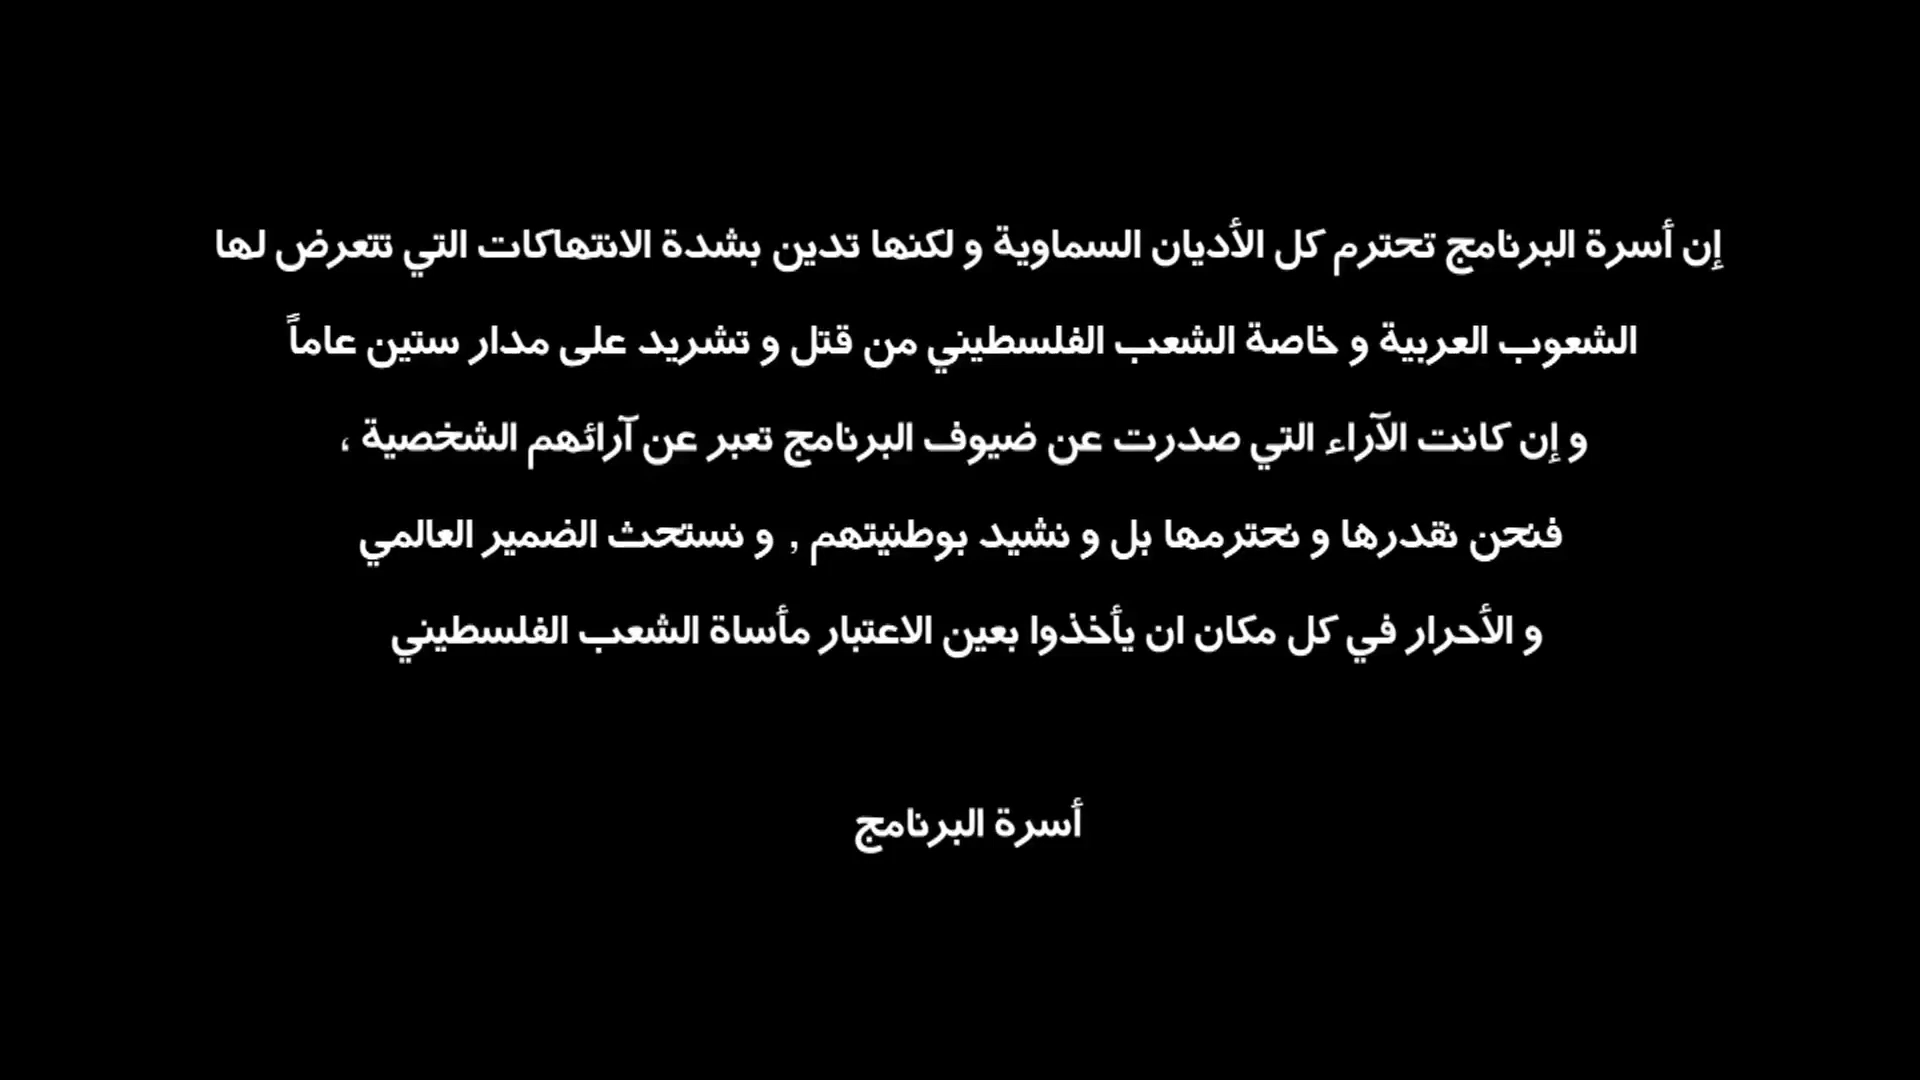 إن أسرة البرنامج تحترم كل الأديان السماوية و لكنها تدين بشدة الانتهاكات التي تتعرض لها
الشعوب العربية و خاصة الشعب الفلسطيني من قتل و تشريد على مدار ستين عاماً
و إن كانت الآراء التي صدرت عن ضيوف البرنامج تعبر عن آرائهم الشخصية ،
فنحن نقدرها و نحترمها بل و نشيد بوطنيتهم , و نستحث الضمير العالمي
و الأحرار في كل مكان ان يأخذوا بعين الاعتبار مأساة الشعب الفلسطيني
أسرة البرنامج